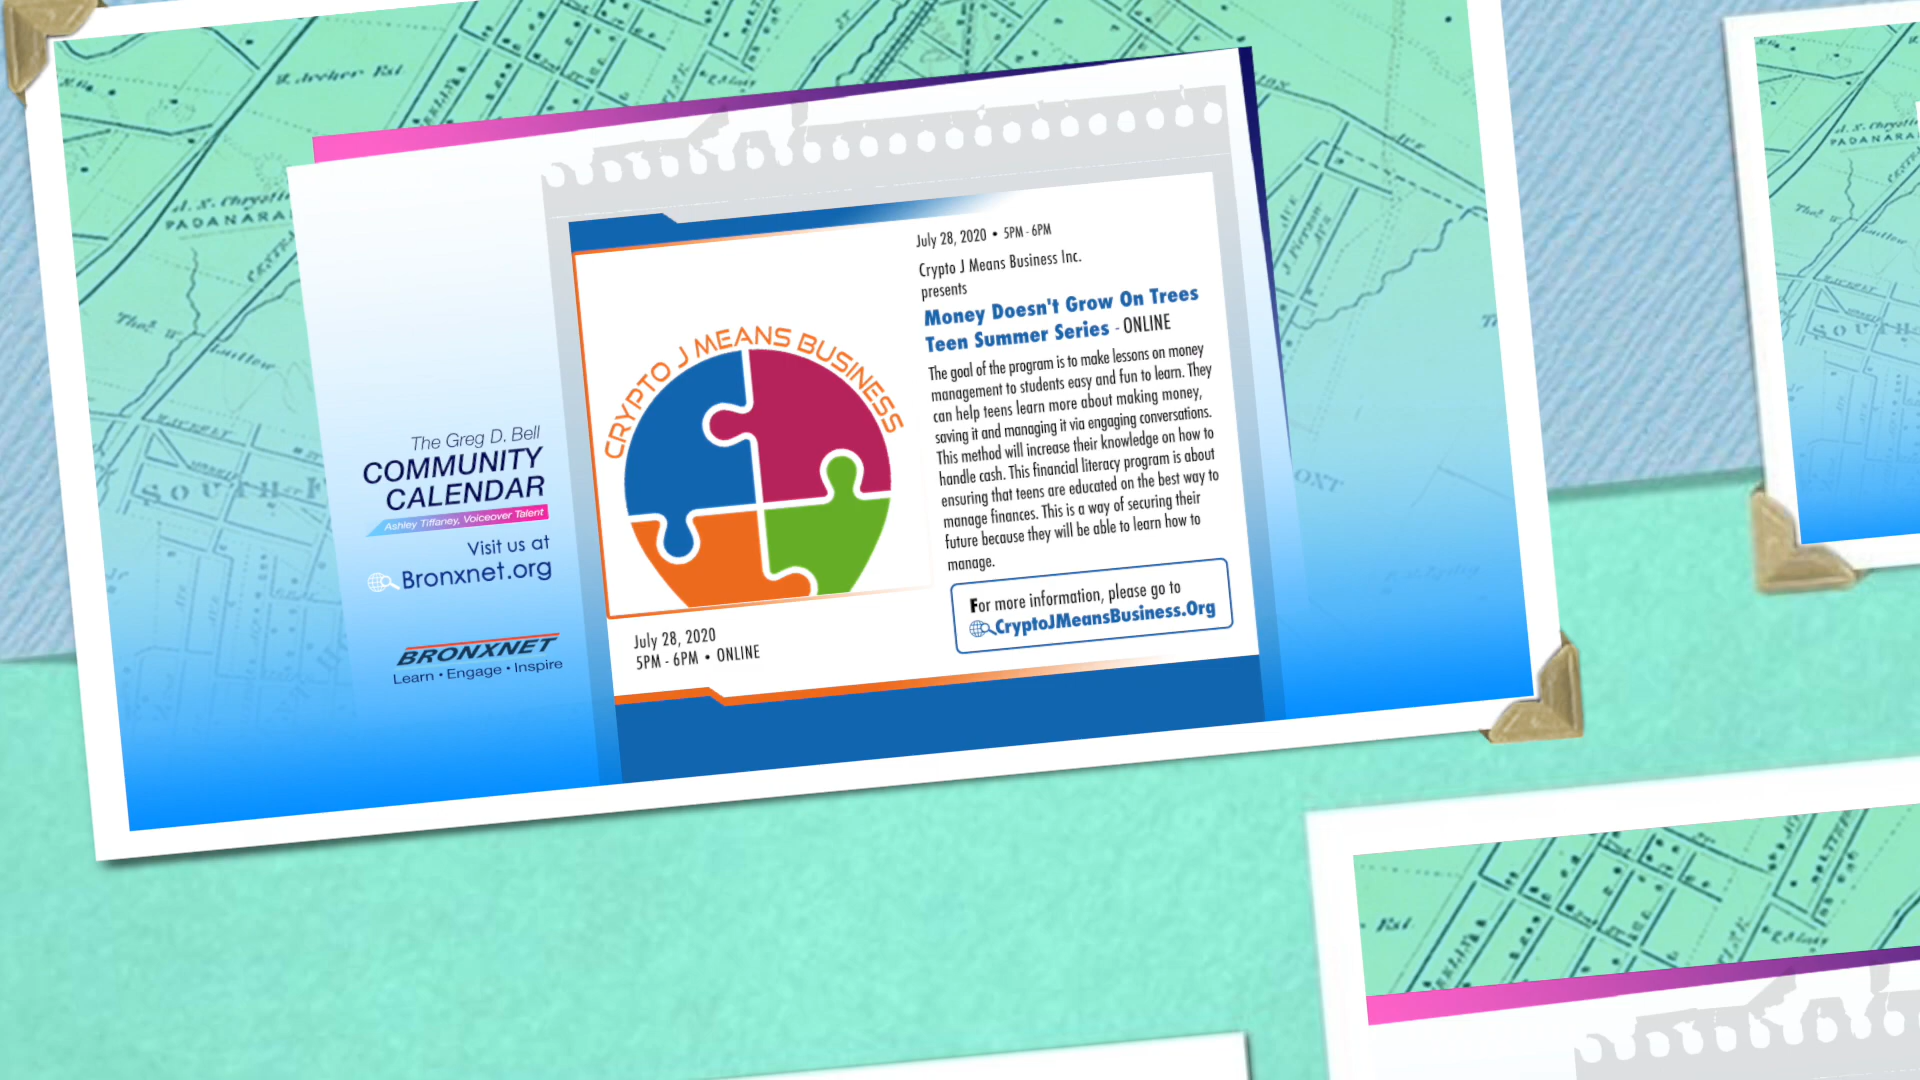 The Greg D. Bell
COMMUNITY
CALENDAR
Ashley Tiffaney, Voiceover Talent
Visit us at
Bronxnet.org
BRONXNET
Learn • Engage • Inspire
CRYPTO J MEANS BUSINESS
July 28, 2020
5PM - 6PM • ONLINE
July 28, 2020 • 5PM - 6PM
Crypto J Means Business Inc.
presents
Money Doesn't Grow On Trees
Teen Summer Series - ONLINE
The goal of the program is to make lessons on money
management to students easy and fun to learn. They
can help teens learn more about making money,
saving it and managing it via engaging conversations.
This method will increase their knowledge on how to
handle cash. This financial literacy program is about
ensuring that teens are educated on the best way to
manage finances. This is a way of securing their
future because they will be able to learn how to
manage.
For more information, please go to
CryptoJMeansBusiness.Org